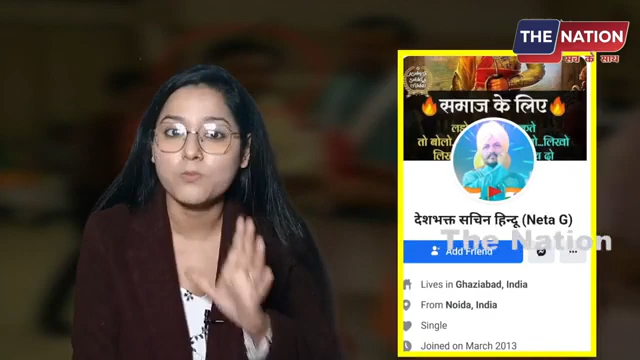 THE NATION
सच के साथ
🔥समाज के लिए🔥
तो बोलो
लिखो
देशभक्त सचिन हिन्दू (Neta G)
The Nation
Add Friend
Lives in Ghaziabad, India
From Noida, India
Single
Joined on March 2013